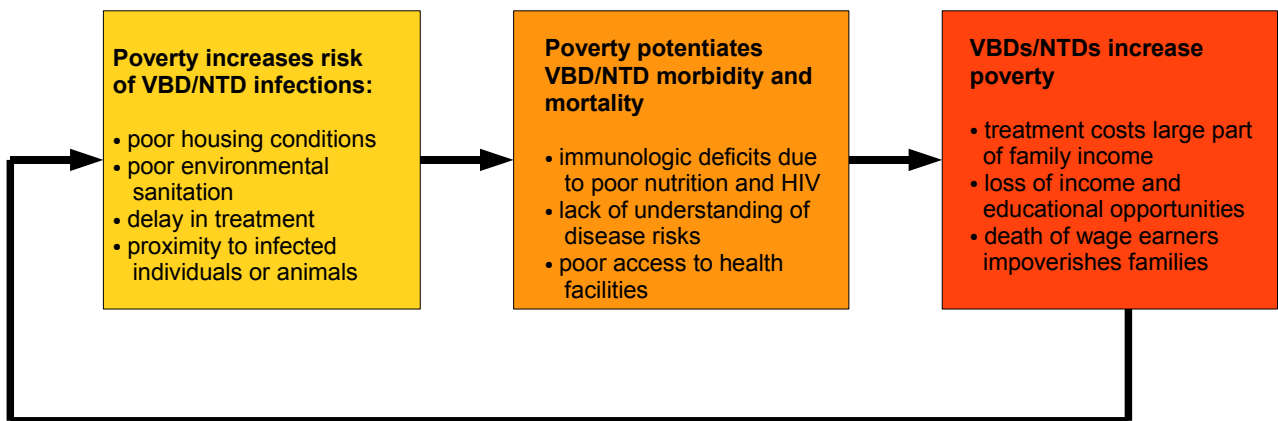 Poverty increases risk
of VBD/NTD infections:
• poor housing conditions
• poor environmental
sanitation
• delay in treatment
• proximity to infected
individuals or animals
Poverty potentiates
VBD/NTD morbidity and
mortality
• immunologic deficits due
to poor nutrition and HIV
• lack of understanding of
disease risks
• poor access to health
facilities
VBDs/NTDs increase
poverty
• treatment costs large part
of family income
• loss of income and
educational opportunities
• death of wage earners
impoverishes families